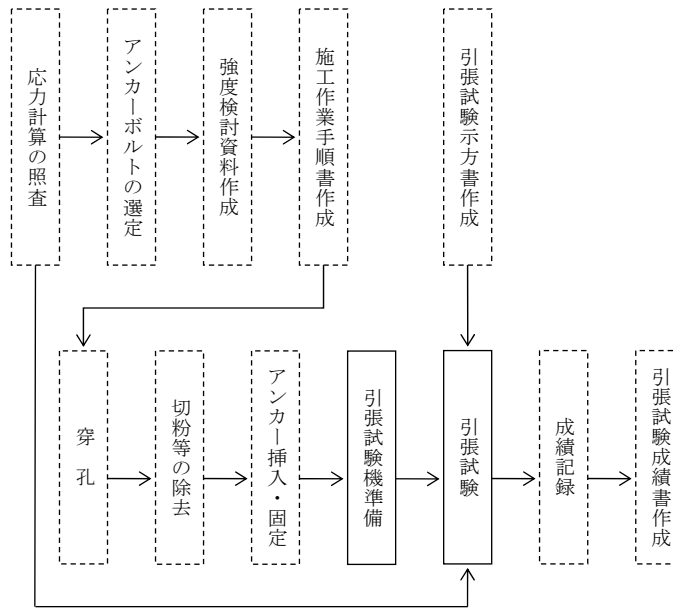 応力計算の照査
アンカーボルトの選定
強度検討資料作成
施工作業手順書作成
引張試験示方書作成
穿孔
切粉等の除去
アンカー挿入・固定
引張試験機準備
引張試験
成績記録
引張試験成績書作成